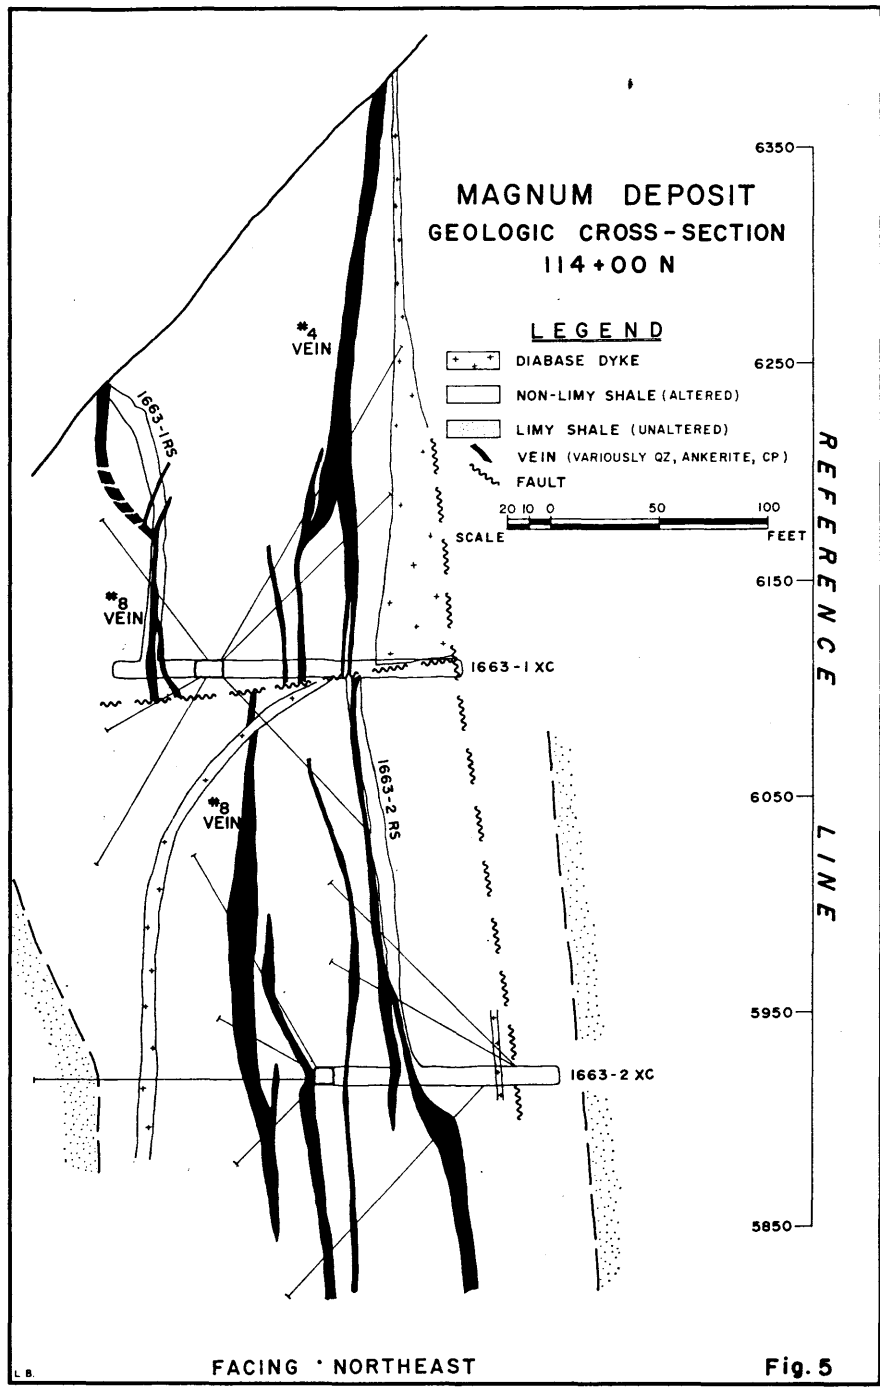 6350
MAGNUM DEPOSIT
GEOLOGIC CROSS-SECTION
114+00 N
LEGEND
DIABASE DYKE
NON-LIMY SHALE (ALTERED)
LIMY SHALE (UNALTERED)
VEIN (VARIOUSLY QZ, ANKERITE, CP)
FAULT
20 10 0 50 100
SCALE FEET
#4
VEIN
6250
1663-1 RS
6150
#8
VEIN
1663-1 XC
REFERENCE LINE
6050
1663-2 RS
#8
VEIN
5950
1663-2 XC
5850
L B.
FACING NORTHEAST
Fig. 5